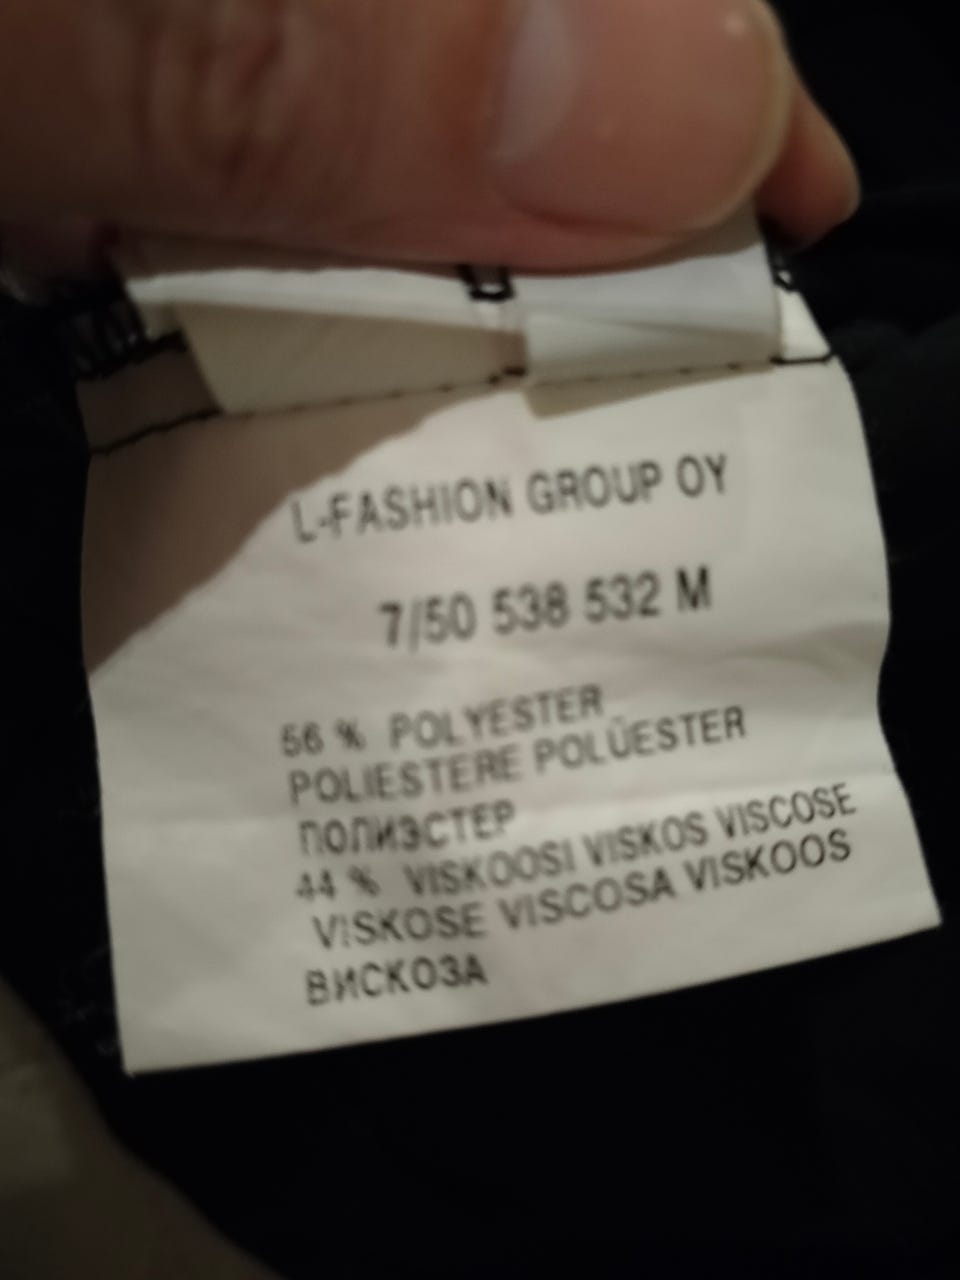 L-FASHION GROUP OY
7/50 538 532 M
56 % POLYESTER
POLIESTERE POLÜESTER
ПОЛИЭСТЕР
44 % VISKOOSI VISKOS VISCOSE
VISKOSE VISCOSA VISKOOS
ВИСКОЗА